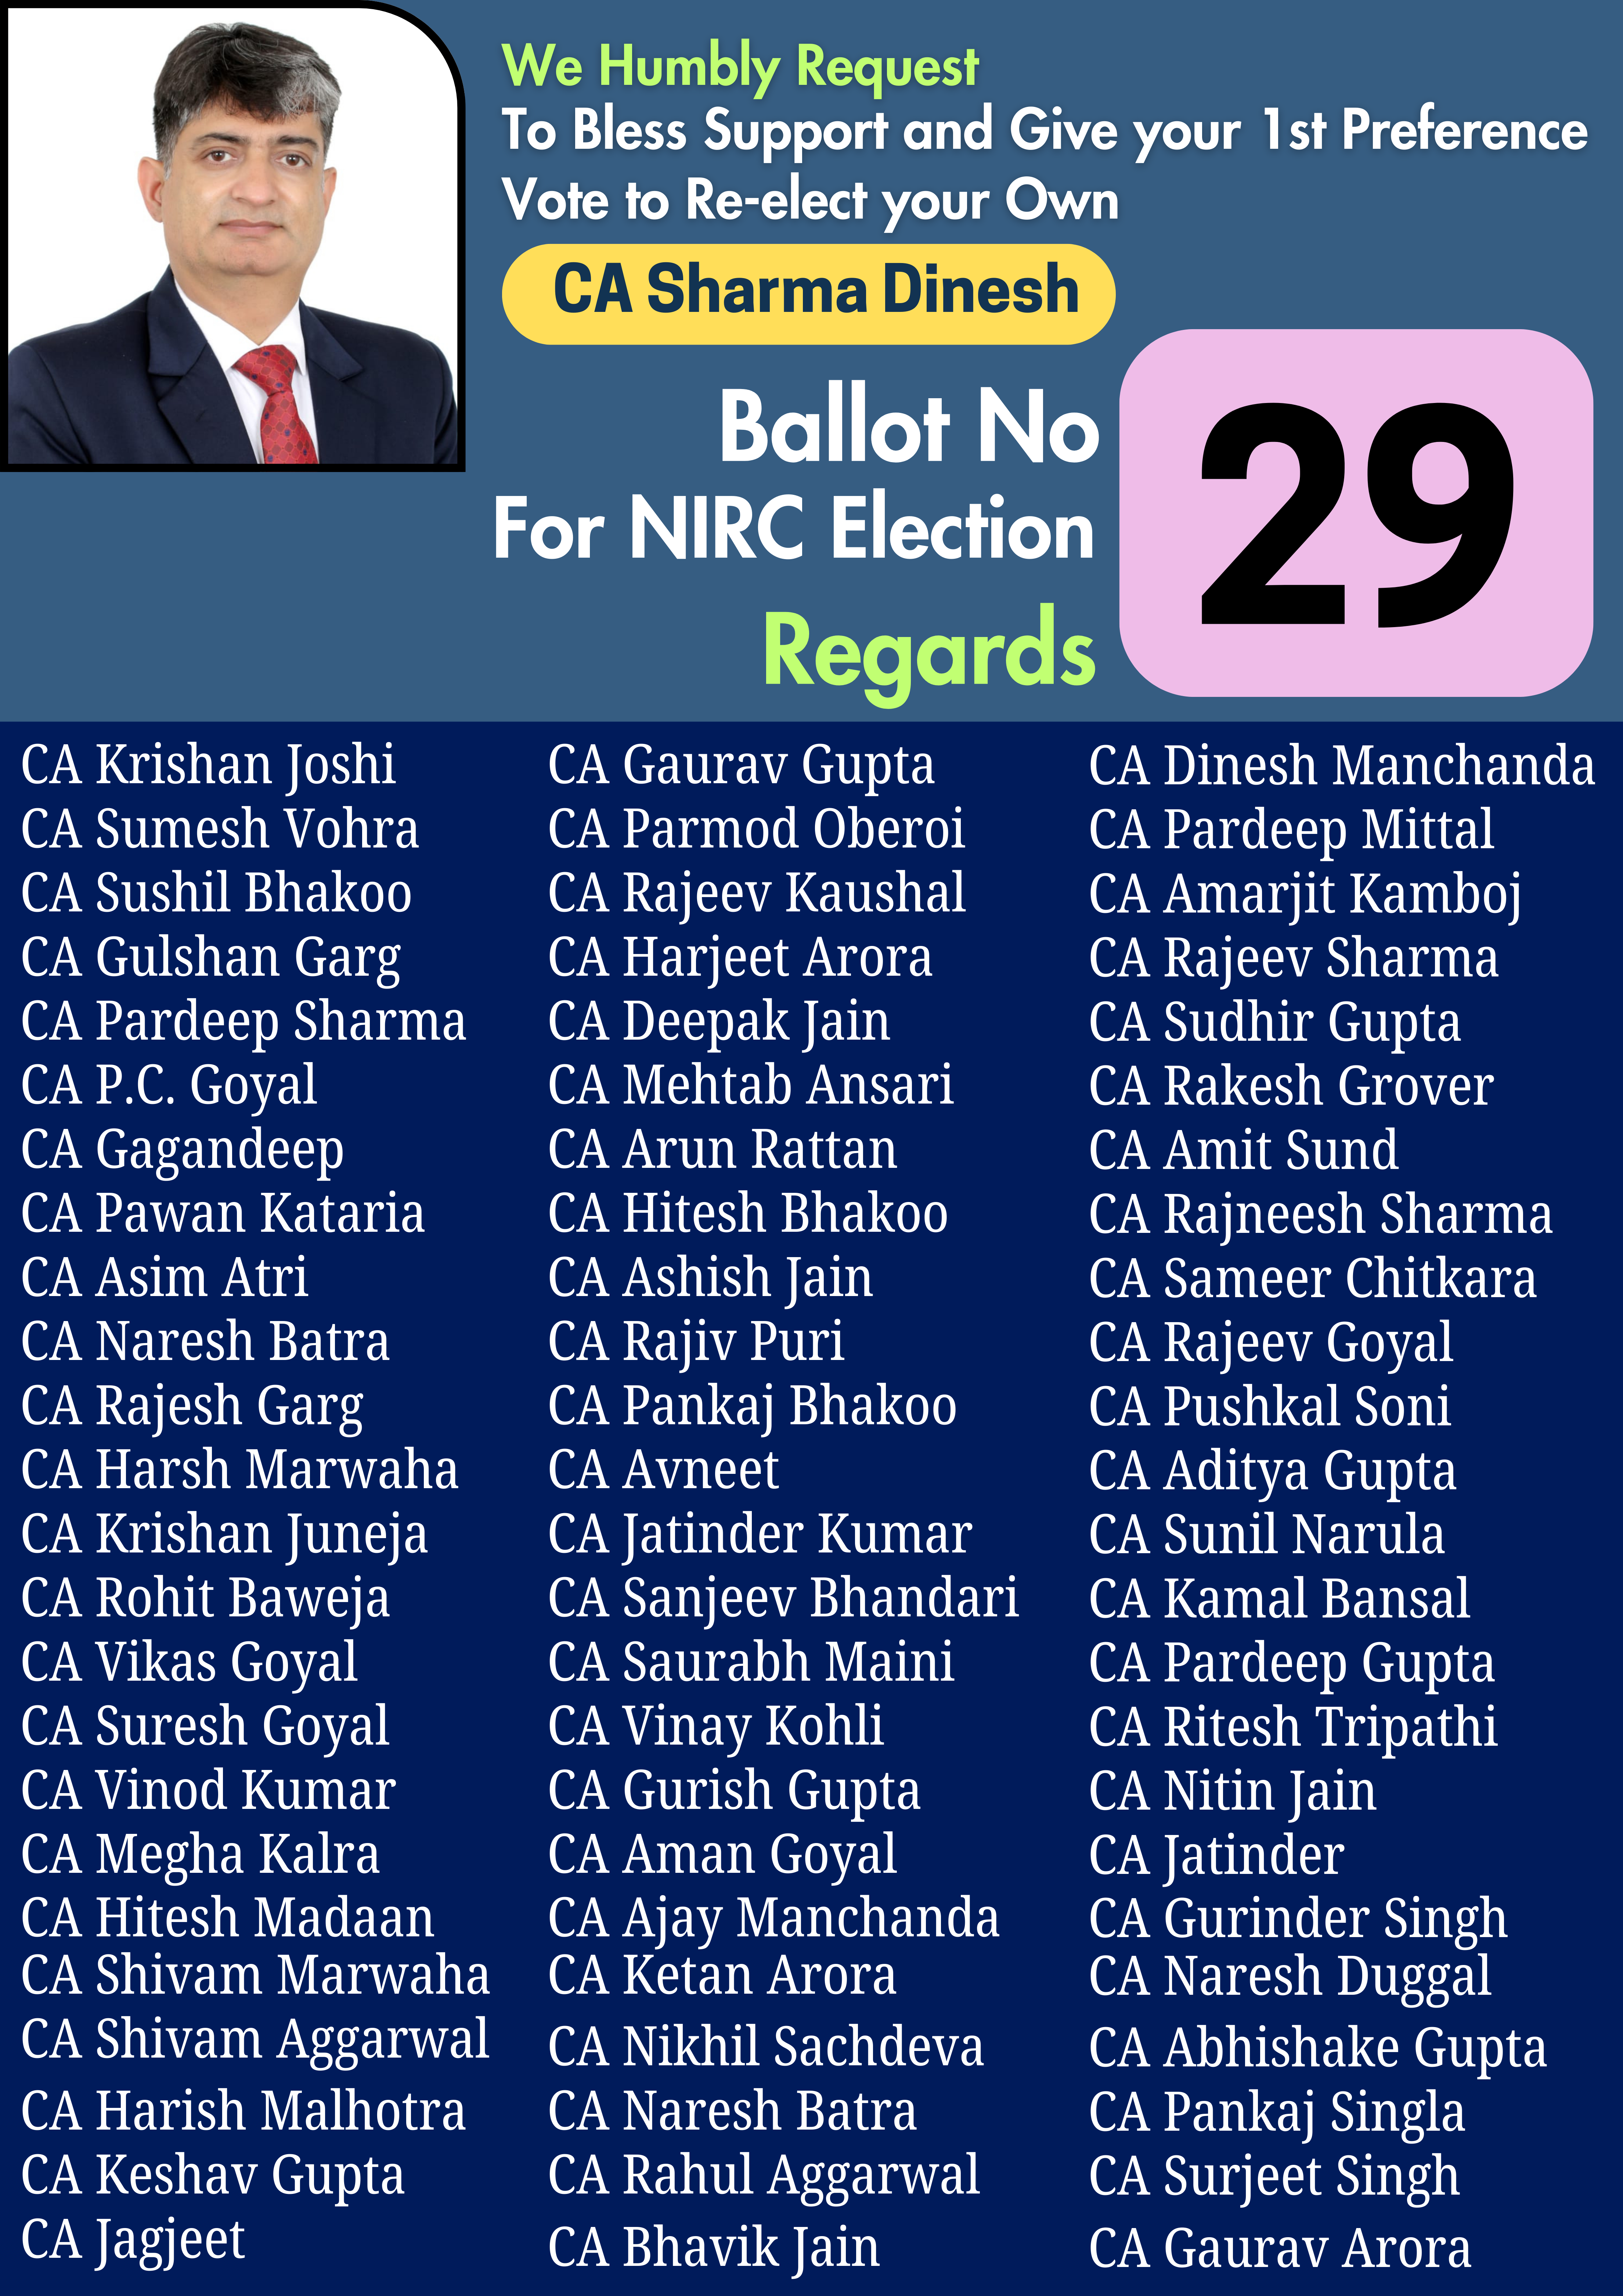 We Humbly Request
To Bless Support and Give your 1st Preference
Vote to Re-elect your Own
CA Sharma Dinesh
Ballot No
For NIRC Election
29
Regards
CA Krishan Joshi
CA Sumesh Vohra
CA Sushil Bhakoo
CA Gulshan Garg
CA Pardeep Sharma
CA P.C. Goyal
CA Gagandeep
CA Pawan Kataria
CA Asim Atri
CA Naresh Batra
CA Rajesh Garg
CA Harsh Marwaha
CA Krishan Juneja
CA Rohit Baweja
CA Vikas Goyal
CA Suresh Goyal
CA Vinod Kumar
CA Megha Kalra
CA Hitesh Madaan
CA Shivam Marwaha
CA Shivam Aggarwal
CA Harish Malhotra
CA Keshav Gupta
CA Jagjeet
CA Gaurav Gupta
CA Parmod Oberoi
CA Rajeev Kaushal
CA Harjeet Arora
CA Deepak Jain
CA Mehtab Ansari
CA Arun Rattan
CA Hitesh Bhakoo
CA Ashish Jain
CA Rajiv Puri
CA Pankaj Bhakoo
CA Avneet
CA Jatinder Kumar
CA Sanjeev Bhandari
CA Saurabh Maini
CA Vinay Kohli
CA Gurish Gupta
CA Aman Goyal
CA Ajay Manchanda
CA Ketan Arora
CA Nikhil Sachdeva
CA Naresh Batra
CA Rahul Aggarwal
CA Bhavik Jain
CA Dinesh Manchanda
CA Pardeep Mittal
CA Amarjit Kamboj
CA Rajeev Sharma
CA Sudhir Gupta
CA Rakesh Grover
CA Amit Sund
CA Rajneesh Sharma
CA Sameer Chitkara
CA Rajeev Goyal
CA Pushkal Soni
CA Aditya Gupta
CA Sunil Narula
CA Kamal Bansal
CA Pardeep Gupta
CA Ritesh Tripathi
CA Nitin Jain
CA Jatinder
CA Gurinder Singh
CA Naresh Duggal
CA Abhishake Gupta
CA Pankaj Singla
CA Surjeet Singh
CA Gaurav Arora